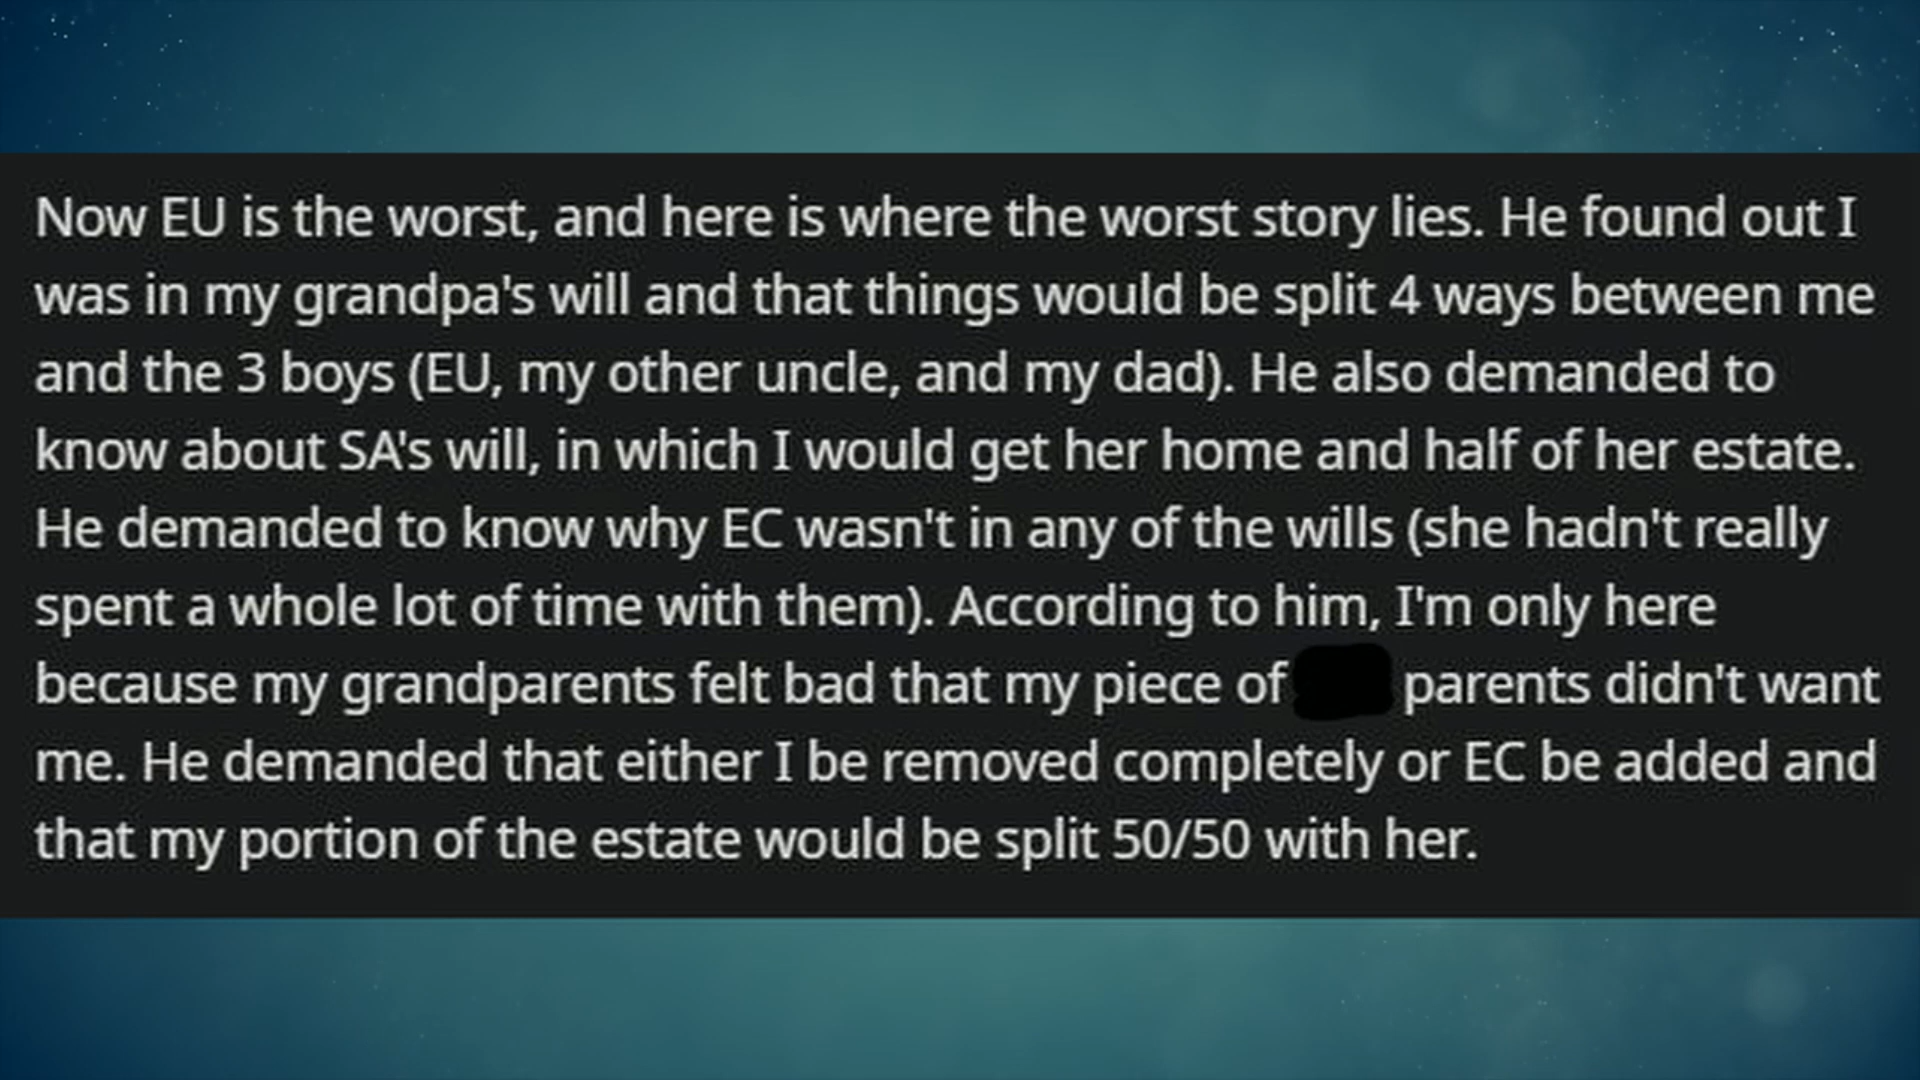 Now EU is the worst, and here is where the worst story lies. He found out I
was in my grandpa's will and that things would be split 4 ways between me
and the 3 boys (EU, my other uncle, and my dad). He also demanded to
know about SA's will, in which I would get her home and half of her estate.
He demanded to know why EC wasn't in any of the wills (she hadn't really
spent a whole lot of time with them). According to him, I'm only here
because my grandparents felt bad that my piece of parents didn't want
me. He demanded that either I be removed completely or EC be added and
that my portion of the estate would be split 50/50 with her.